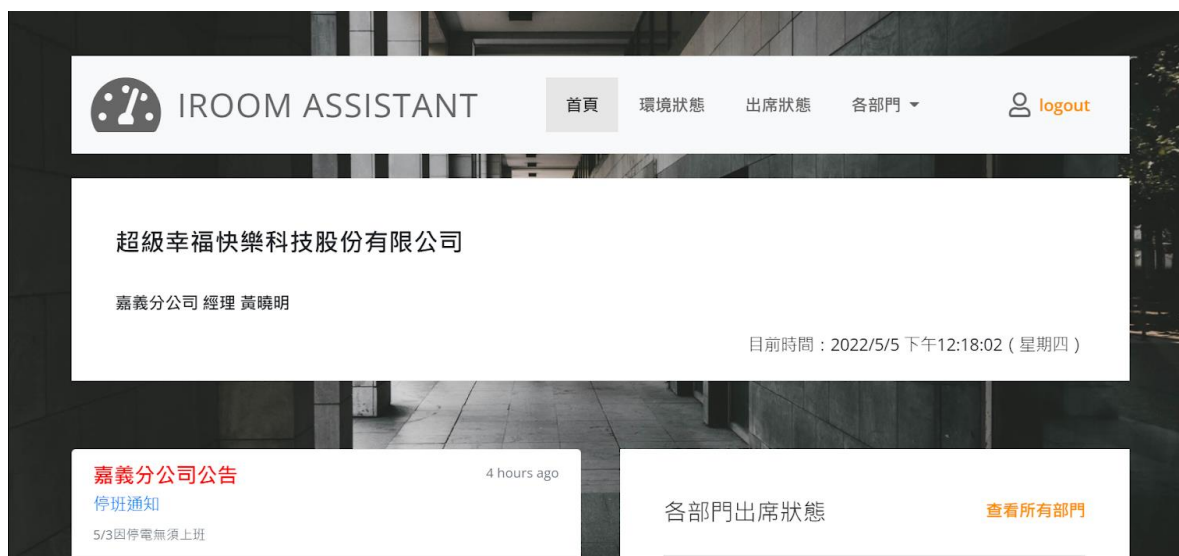 IROOM ASSISTANT
首頁
環境狀態
出席狀態
各部門
logout
超級幸福快樂科技股份有限公司
嘉義分公司 經理 黃曉明
目前時間：2022/5/5 下午12:18:02（星期四）
嘉義分公司公告
4 hours ago
停班通知
5/3因停電無須上班
各部門出席狀態
查看所有部門